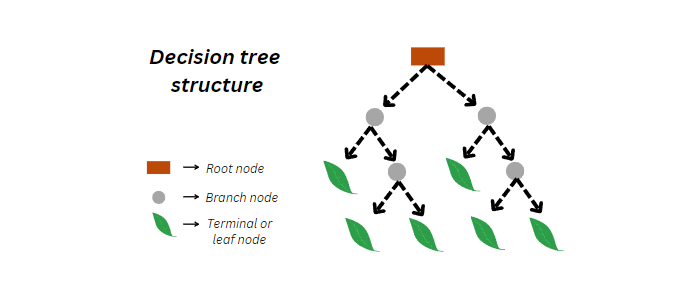 Decision tree
structure
Root node
Branch node
Terminal or
leaf node